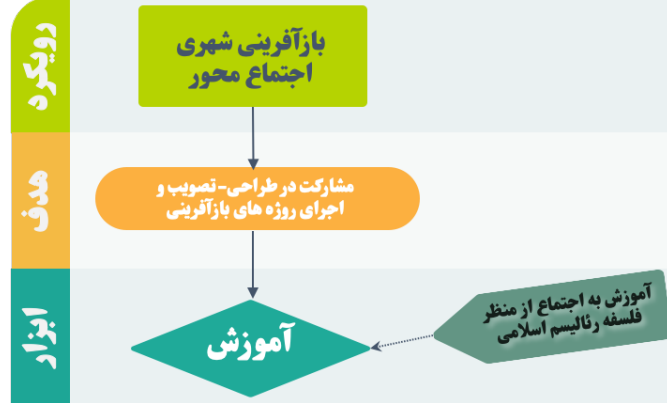 رویکرد
بازآفرینی شهری
اجتماع محور
هدف
مشارکت در طراحی-تصویب و
اجرای روژه های بازآفرینی
ابزار
آموزش
آموزش به اجتماع از منظر
فلسفه رئالیسم اسلامی